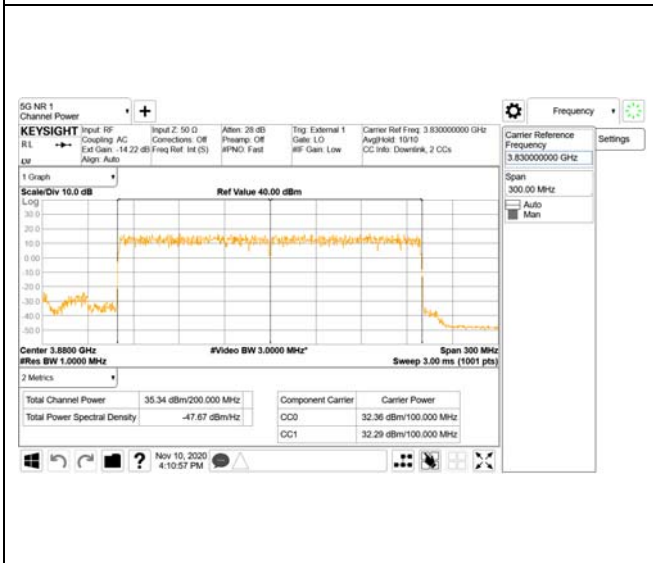 5G NR 1
Channel Power
Frequency
KEYSIGHT
RL
Input: RF
Coupling: AC
Ext Gain: -14.22 dB
Align: Auto
Input Z: 50 Ω
Corrections: Off
Freq Ref: Int (S)
Atten: 28 dB
Preamp: Off
#PNO: Fast
Trig: External 1
Gate: LO
#IF Gain: Low
Carrier Ref Freq: 3.830000000 GHz
Avg|Hold: 10/10
CC Info: Downlink, 2 CCs
Carrier Reference
Frequency
3.830000000 GHz
Settings
Span
300.00 MHz
Auto
Man
1 Graph
Scale/Div 10.0 dB
Ref Value 40.00 dBm
Log
30.0
20.0
10.0
0.00
-10.0
-20.0
-30.0
-40.0
-50.0
Center 3.8800 GHz
#Video BW 3.0000 MHz*
Span 300 MHz
#Res BW 1.0000 MHz
Sweep 3.00 ms (1001 pts)
2 Metrics
Total Channel Power 35.34 dBm/200.000 MHz
Total Power Spectral Density -47.67 dBm/Hz
Component Carrier Carrier Power
CC0 32.36 dBm/100.000 MHz
CC1 32.29 dBm/100.000 MHz
Nov 10, 2020
4:10:57 PM